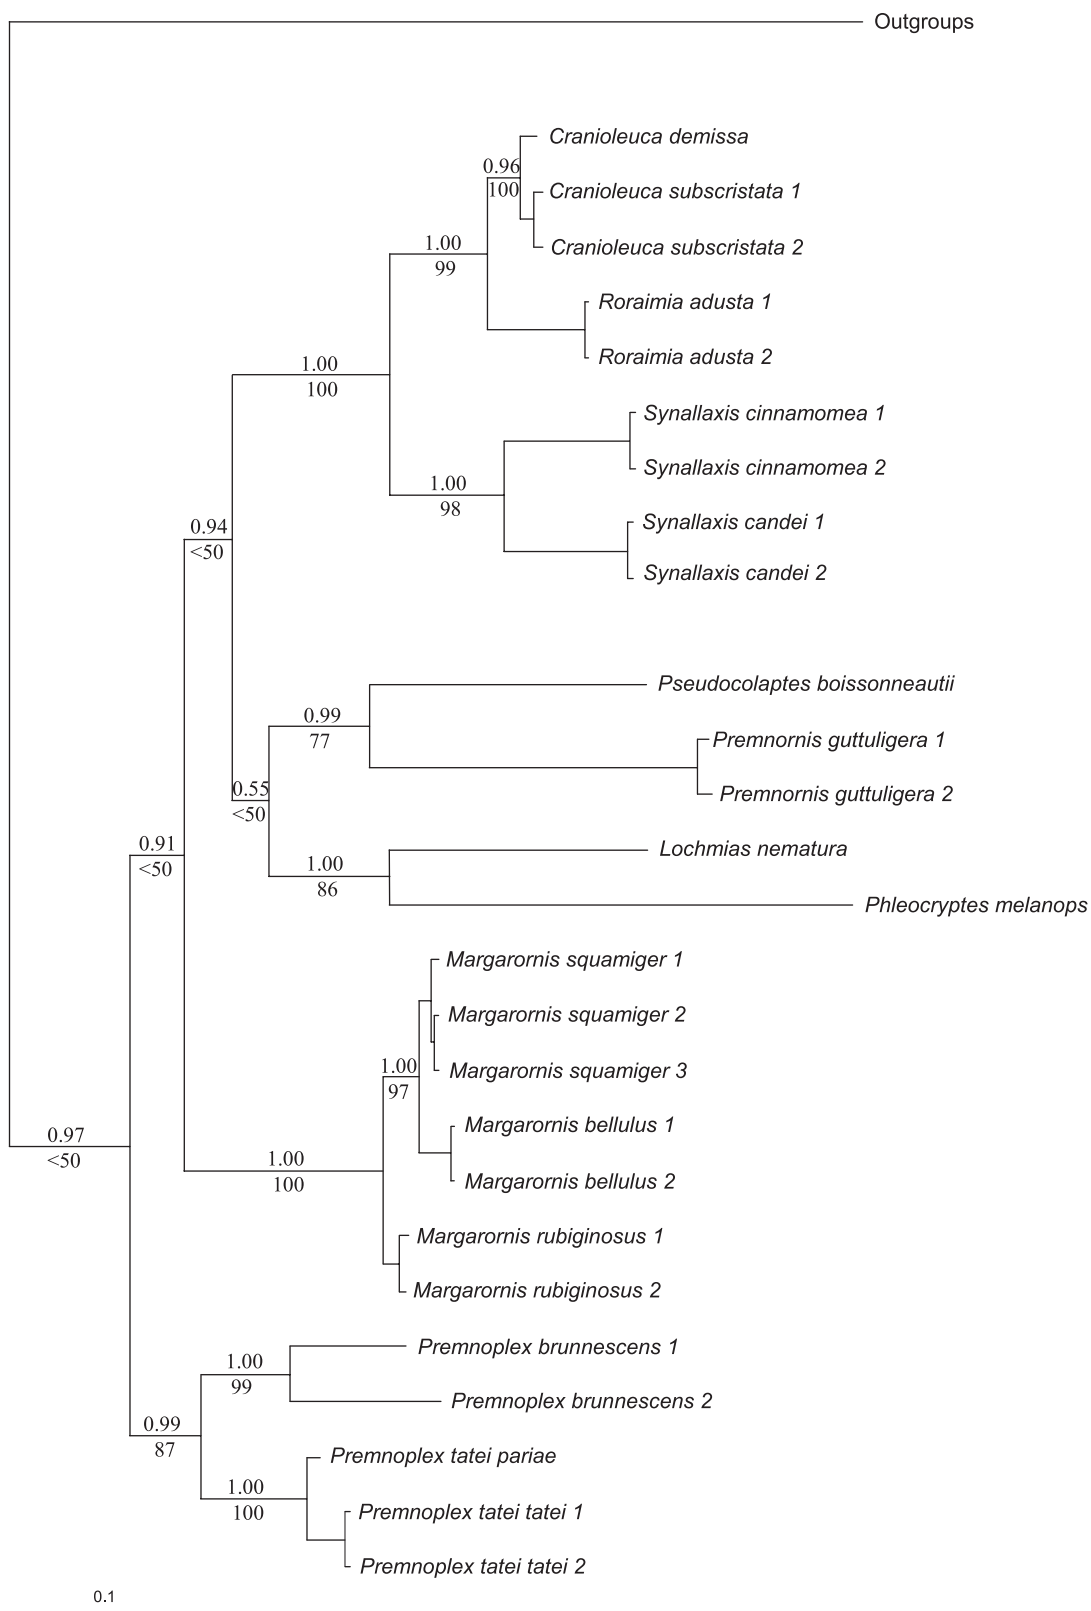 Outgroups
Cranioleuca demissa
0.96
100
Cranioleuca subscristata 1
Cranioleuca subscristata 2
1.00
99
Roraimia adusta 1
Roraimia adusta 2
1.00
100
Synallaxis cinnamomea 1
Synallaxis cinnamomea 2
1.00
98
Synallaxis candei 1
Synallaxis candei 2
0.94
<50
Pseudocolaptes boissonneautii
0.99
77
Premnornis guttuligera 1
Premnornis guttuligera 2
0.55
<50
Lochmias nematura
0.91
<50
1.00
86
Phleocryptes melanops
Margarornis squamiger 1
Margarornis squamiger 2
Margarornis squamiger 3
1.00
97
Margarornis bellulus 1
Margarornis bellulus 2
0.97
<50
1.00
100
Margarornis rubiginosus 1
Margarornis rubiginosus 2
Premnoplex brunnescens 1
1.00
99
Premnoplex brunnescens 2
0.99
87
Premnoplex tatei pariae
1.00
100
Premnoplex tatei tatei 1
Premnoplex tatei tatei 2
0.1